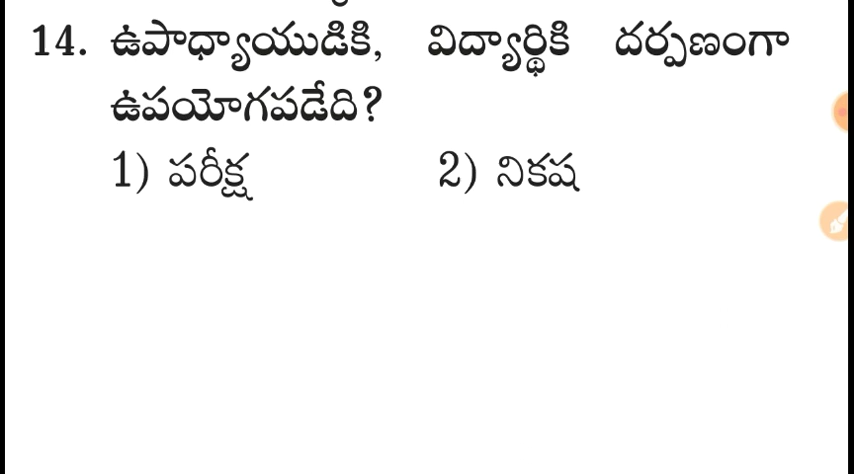 14. ఉపాధ్యాయుడికి, విద్యార్థికి దర్పణంగా
ఉపయోగపడేది?
1) పరీక్ష 2) నికష